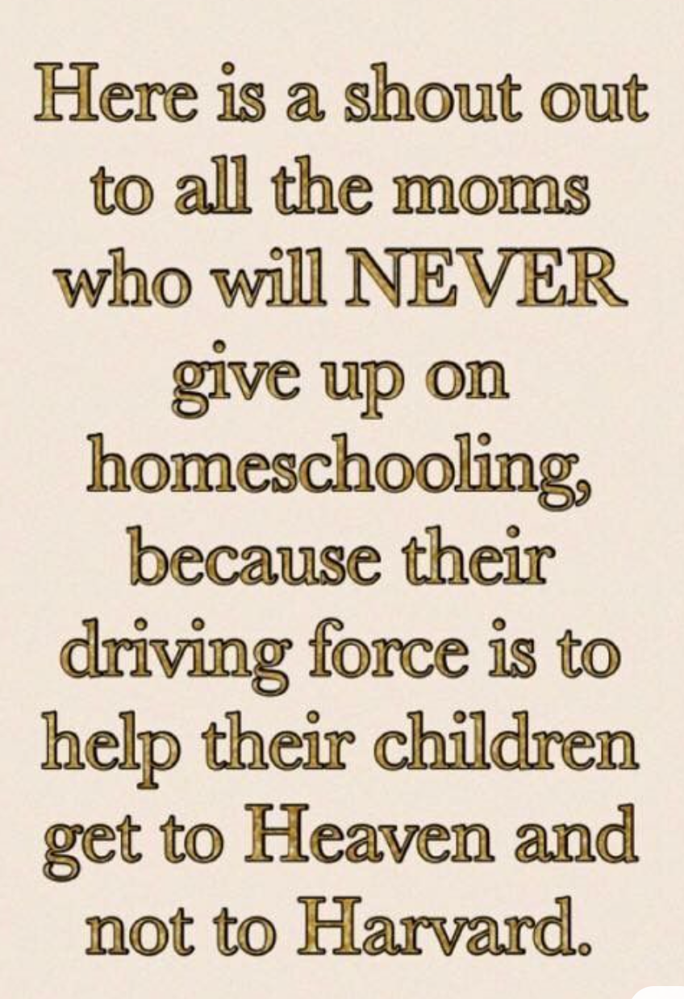 Here is a shout out
to all the moms
who will NEVER
give up on
homeschooling,
because their
driving force is to
help their children
get to Heaven and
not to Harvard.